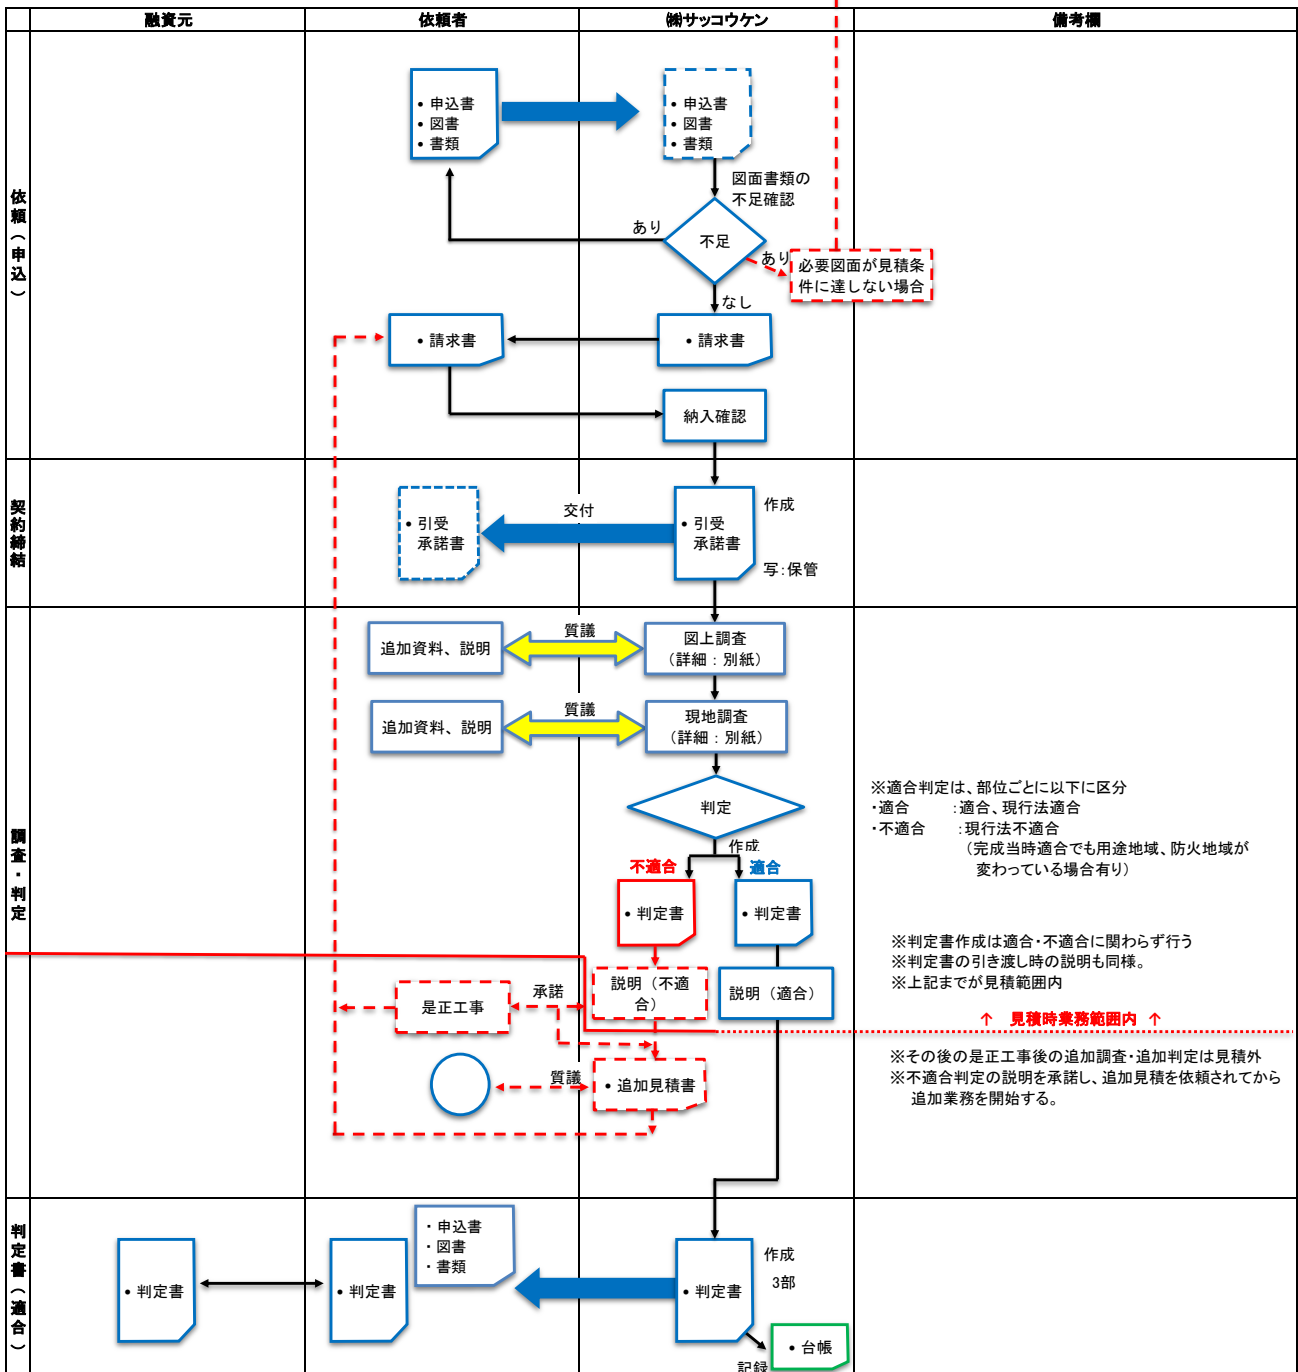 融資元
依頼者
㈱サッコウケン
備考欄
依頼（申込）
• 申込書
• 図書
• 書類
• 申込書
• 図書
• 書類
図面書類の
不足確認
あり
不足
あり
必要図面が見積条
件に達しない場合
なし
• 請求書
• 請求書
納入確認
契約締結
• 引受
承諾書
交付
• 引受
承諾書
作成
写:保管
調査・判定
追加資料、説明
質議
図上調査
（詳細：別紙）
追加資料、説明
質議
現地調査
（詳細：別紙）
判定
作成
不適合
適合
• 判定書
• 判定書
※適合判定は、部位ごとに以下に区分
・適合　　：適合、現行法適合
・不適合　：現行法不適合
（完成当時適合でも用途地域、防火地域が
変わっている場合有り）
※判定書作成は適合・不適合に関わらず行う
※判定書の引き渡し時の説明も同様。
※上記までが見積範囲内
是正工事
承諾
説明（不適
合）
説明（適合）
↑　見積時業務範囲内　↑
※その後の是正工事後の追加調査・追加判定は見積外
※不適合判定の説明を承諾し、追加見積を依頼されてから
追加業務を開始する。
質議
• 追加見積書
判定書（適合）
• 判定書
• 判定書
・申込書
・図書
・書類
• 判定書
作成
3部
• 台帳
記録